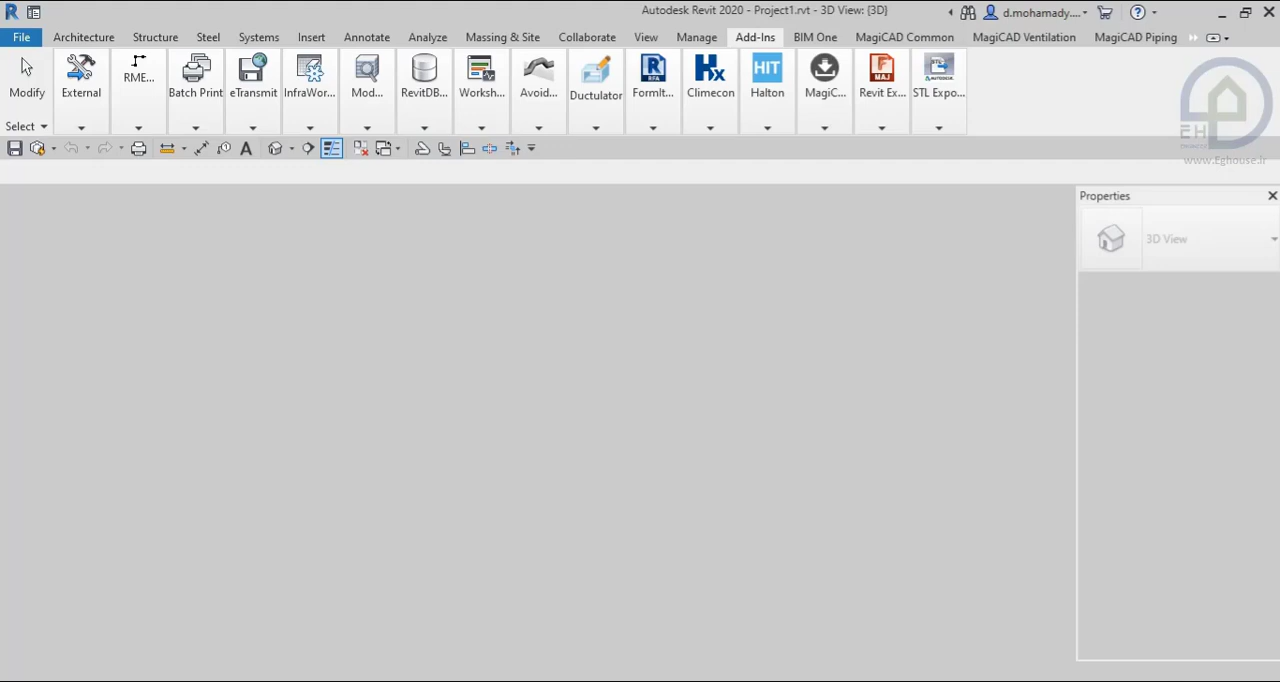 Autodesk Revit 2020 - Project1.rvt - 3D View: {3D}
d.mohamady....
File Architecture Structure Steel Systems Insert Annotate Analyze Massing & Site Collaborate View Manage Add-Ins BIM One MagiCAD Common MagiCAD Ventilation MagiCAD Piping
Modify External RME... Batch Print eTransmit InfraWor... Mod... RevitDB... Worksh... Avoid... Ductulator FormIt... Climecon Halton MagiC... Revit Ex... STL Expo...
Select
EH
www.Eghouse.ir
Properties
3D View